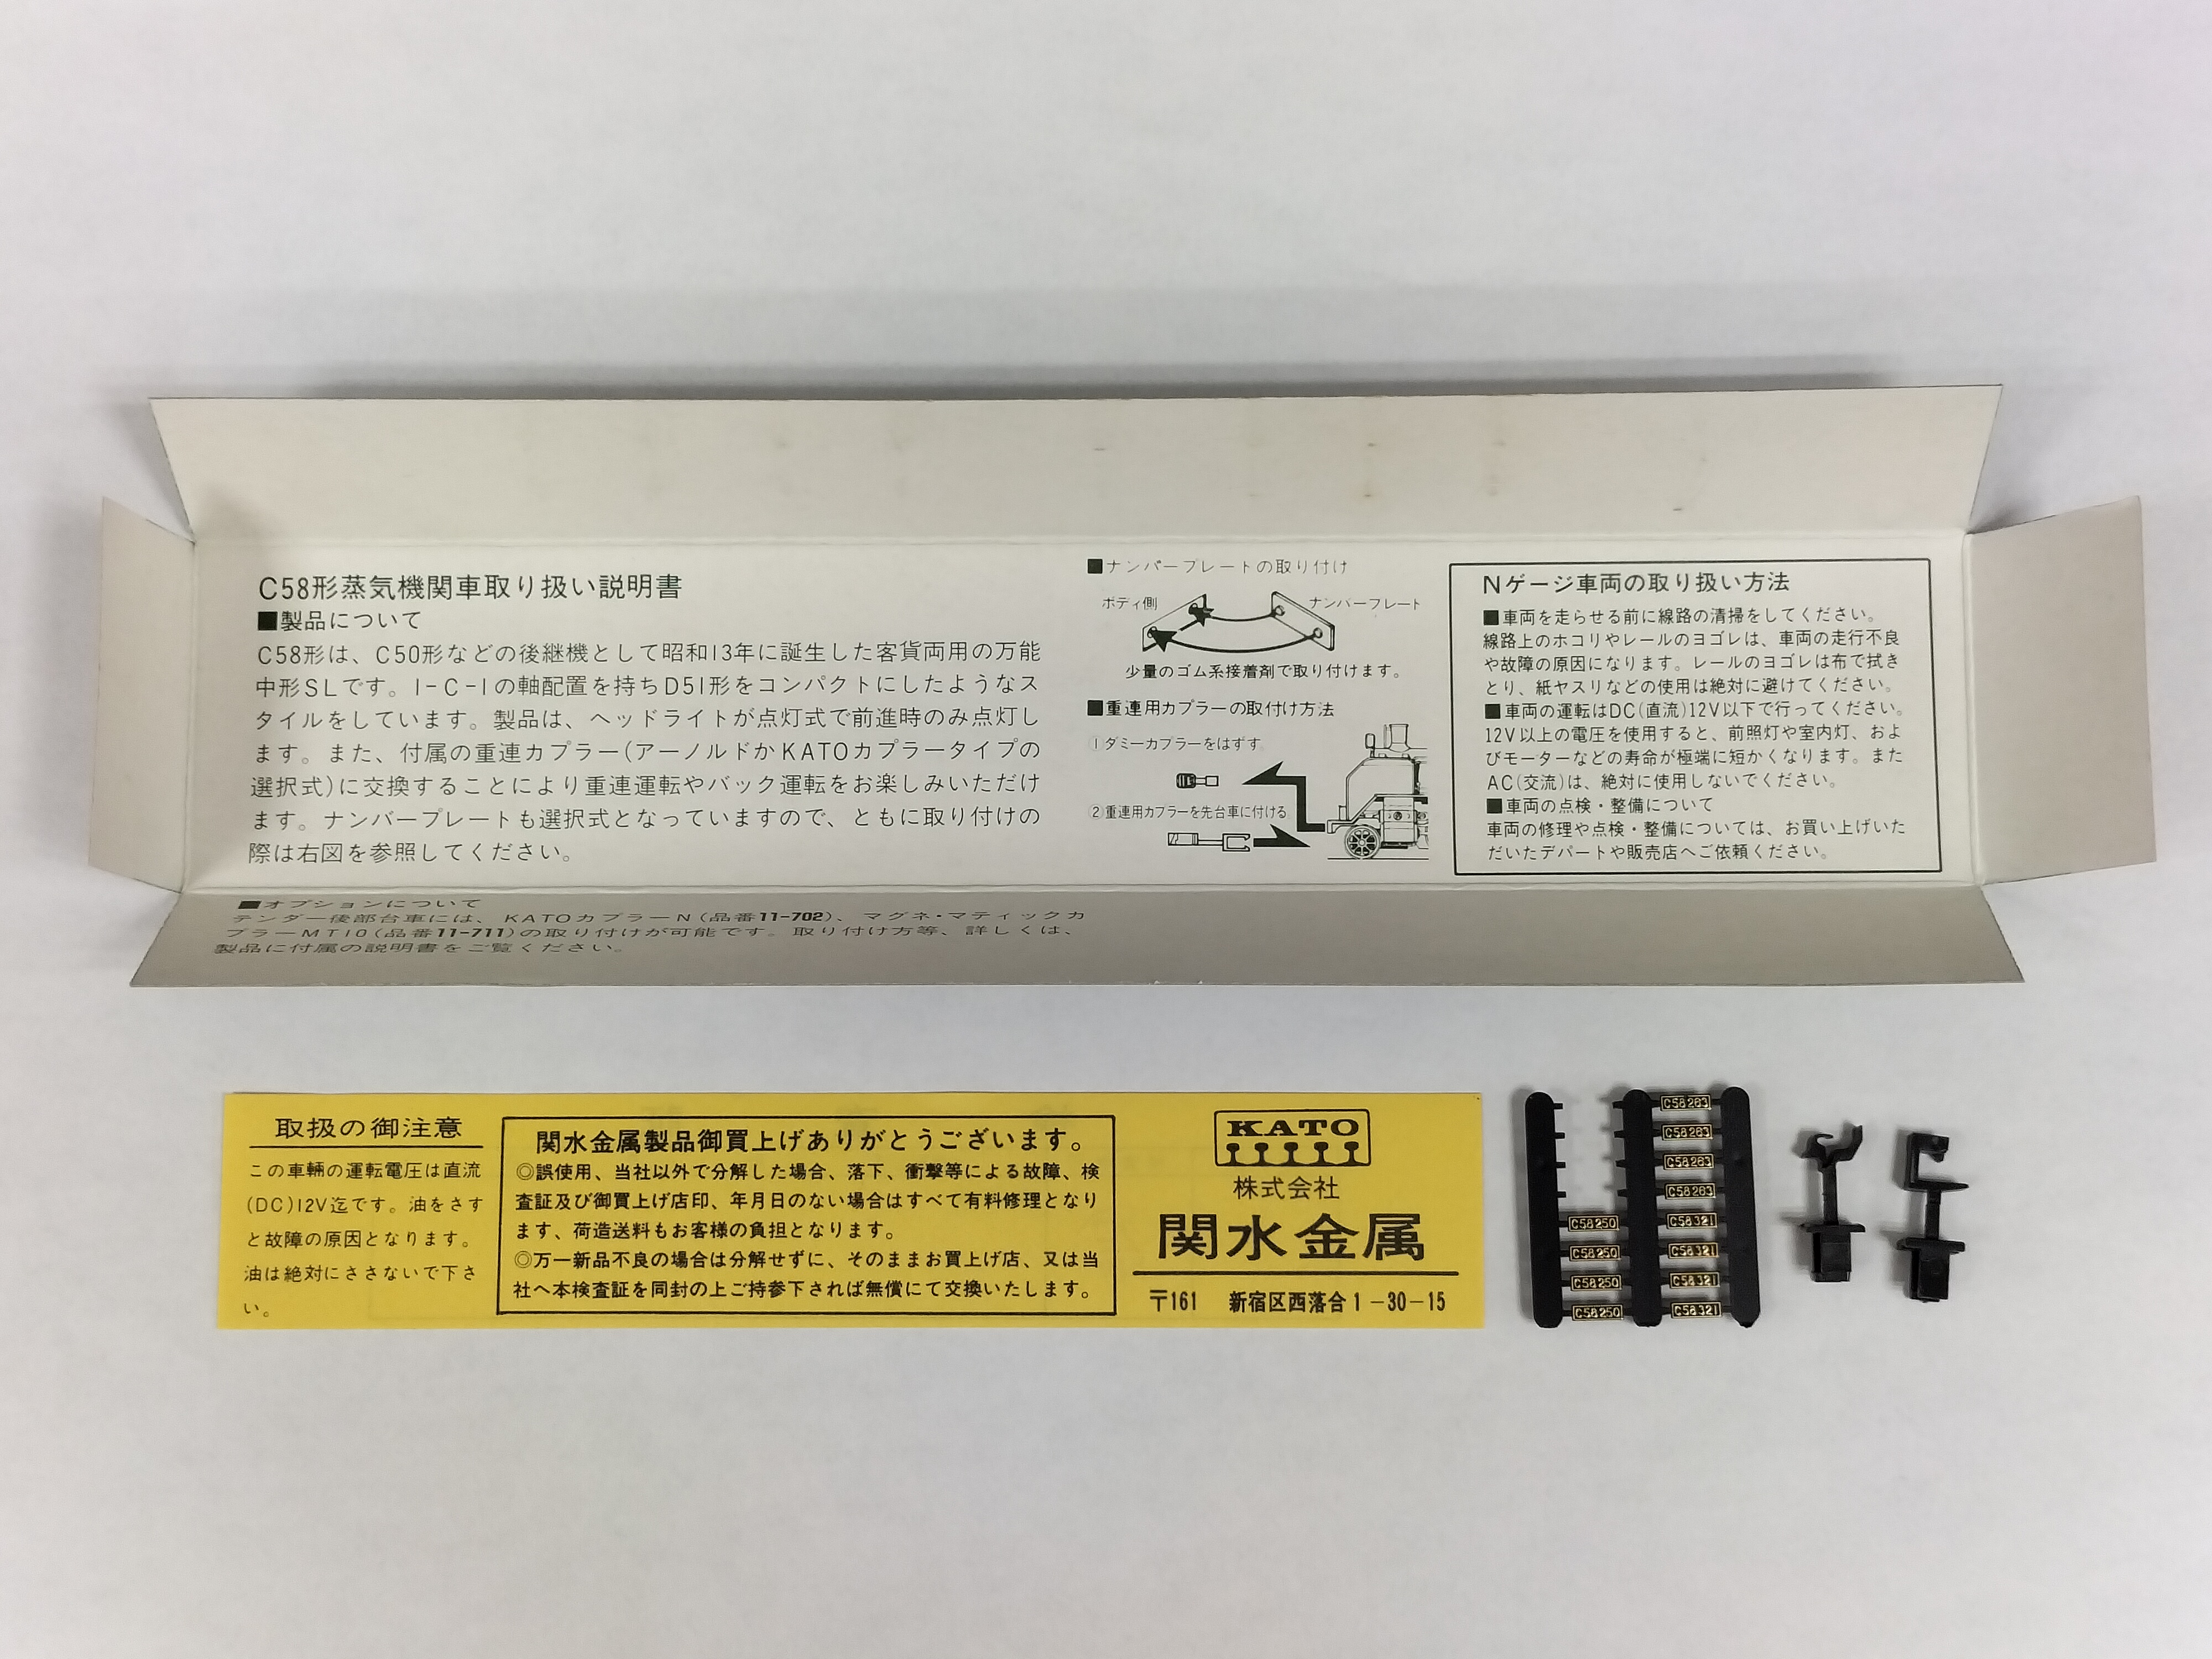 C58形蒸気機関車取り扱い説明書
■製品について
C58形は、C50形などの後継機として昭和13年に誕生した客貨両用の万能
中形SLです。1-C-1の軸配置を持ちD51形をコンパクトにしたようなス
タイルをしています。製品は、ヘッドライトが点灯式で前進時のみ点灯し
ます。また、付属の重連カプラー(アーノルドかKATOカプラータイプの
選択式)に交換することにより重連運転やバック運転をお楽しみいただけ
ます。ナンバープレートも選択式となっていますので、ともに取り付けの
際は右図を参照してください。
■ナンバープレートの取り付け
ボディ側
ナンバープレート
少量のゴム系接着剤で取り付けます。
■重連用カプラーの取付け方法
①ダミーカプラーをはずす
②重連用カプラーを先台車に付ける
Nゲージ車両の取り扱い方法
■車両を走らせる前に線路の清掃をしてください。
線路上のホコリやレールのヨゴレは、車両の走行不良
や故障の原因になります。レールのヨゴレは布で拭き
とり、紙ヤスリなどの使用は絶対に避けてください。
■車両の運転はDC(直流)12V以下で行ってください。
12V以上の電圧を使用すると、前照灯や室内灯、およ
びモーターなどの寿命が極端に短かくなります。また
AC(交流)は、絶対に使用しないでください。
■車両の点検・整備について
車両の修理や点検・整備については、お買い上げいた
だいたデパートや販売店へご依頼ください。
■オプションについて
テンダー後部台車には、KATOカプラーN(品番11-702)、マグネ・マティックカ
プラーMT10(品番11-711)の取り付けが可能です。取り付け方等、詳しくは、
製品に付属の説明書をご覧ください。
取扱の御注意
この車輛の運転電圧は直流
(DC)12V迄です。油をさす
と故障の原因となります。
油は絶対にささないで下さ
い。
関水金属製品御買上げありがとうございます。
◎誤使用、当社以外で分解した場合、落下、衝撃等による故障、検
査証及び御買上げ店印、年月日のない場合はすべて有料修理となり
ます、荷造送料もお客様の負担となります。
◎万一新品不良の場合は分解せずに、そのままお買上げ店、又は当
社へ本検査証を同封の上ご持参下されば無償にて交換いたします。
KATO
株式会社
関水金属
〒161 新宿区西落合1-30-15
C58283
C58283
C58283
C58283
C58250 C58321
C58250 C58321
C58250 C58321
C58250 C58321